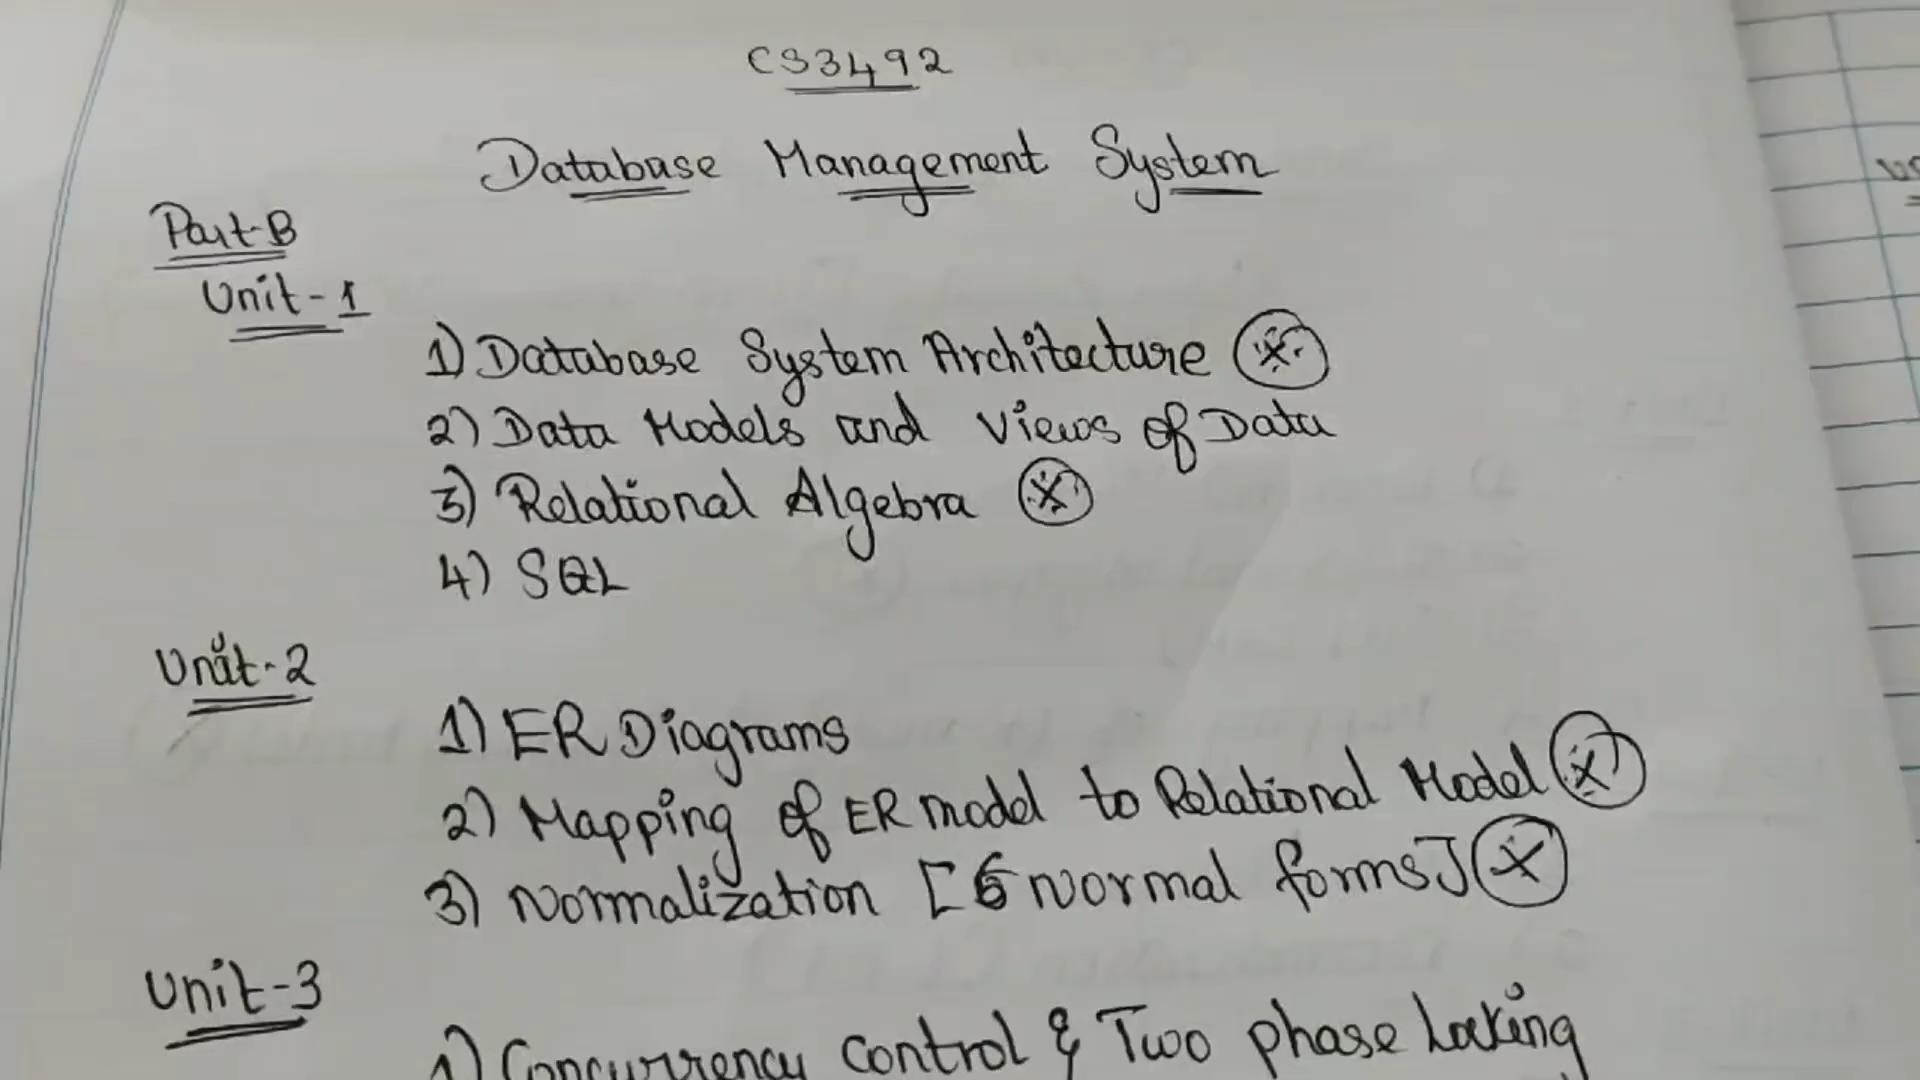 CS3492
Database Management System
Part-B
Unit-1
1) Database System Architecture
2) Data Models and Views of Data
3) Relational Algebra
4) SQL
Unit-2
1) ER Diagrams
2) Mapping of ER model to Relational Model
3) Normalization [6 Normal forms]
Unit-3
1) Concurrency control & Two phase Locking